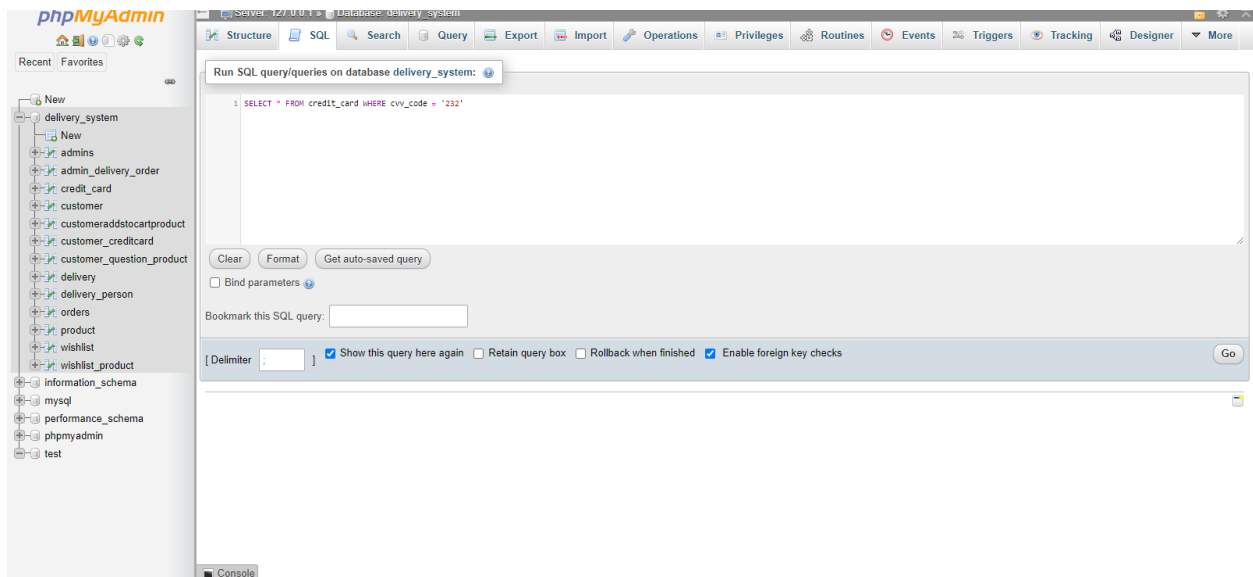 phpMyAdmin
Recent Favorites
New
delivery_system
New
admins
admin_delivery_order
credit_card
customer
customeraddstocartproduct
customer_creditcard
customer_question_product
delivery
delivery_person
orders
product
wishlist
wishlist_product
information_schema
mysql
performance_schema
phpmyadmin
test
Server: 127.0.0.1 » Database: delivery_system
Structure SQL Search Query Export Import Operations Privileges Routines Events Triggers Tracking Designer More
Run SQL query/queries on database delivery_system:
1 SELECT * FROM credit_card WHERE cvv_code = '232'
Clear Format Get auto-saved query
Bind parameters
Bookmark this SQL query:
[ Delimiter ; ] Show this query here again Retain query box Rollback when finished Enable foreign key checks Go
Console